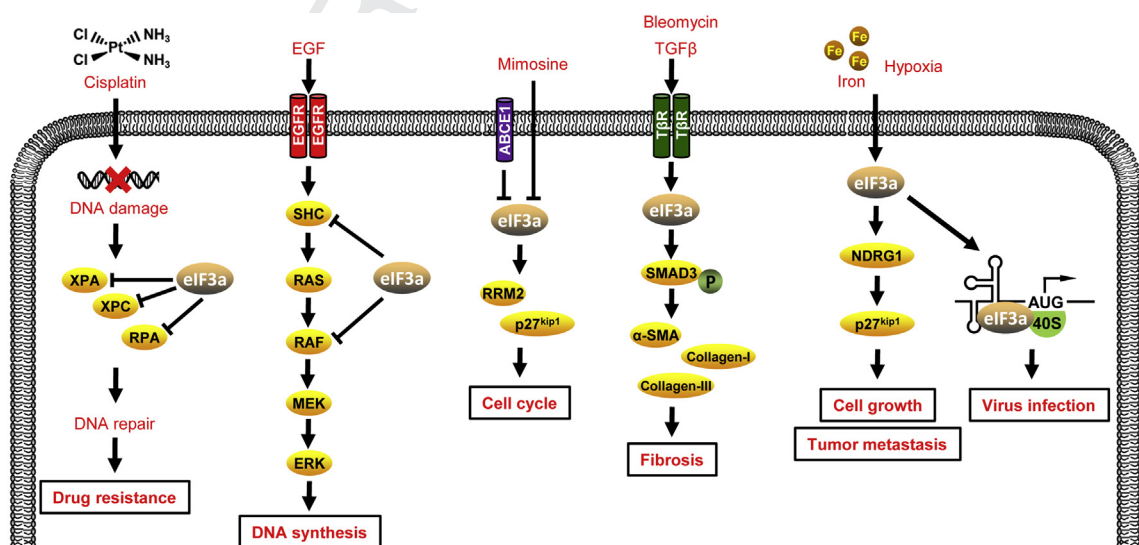 Cl
NH3
Pt
Cl
NH3
Cisplatin
DNA damage
XPA
XPC
RPA
eIF3a
DNA repair
Drug resistance
EGF
EGFR
EGFR
SHC
RAS
RAF
MEK
ERK
eIF3a
DNA synthesis
Mimosine
ABCE1
eIF3a
RRM2
p27kip1
Cell cycle
Bleomycin
TGFβ
TβR
TβR
eIF3a
SMAD3
P
α-SMA
Collagen-I
Collagen-III
Fibrosis
Fe
Fe
Fe
Iron
Hypoxia
eIF3a
NDRG1
p27kip1
Cell growth
Tumor metastasis
AUG
eIF3a
40S
Virus infection